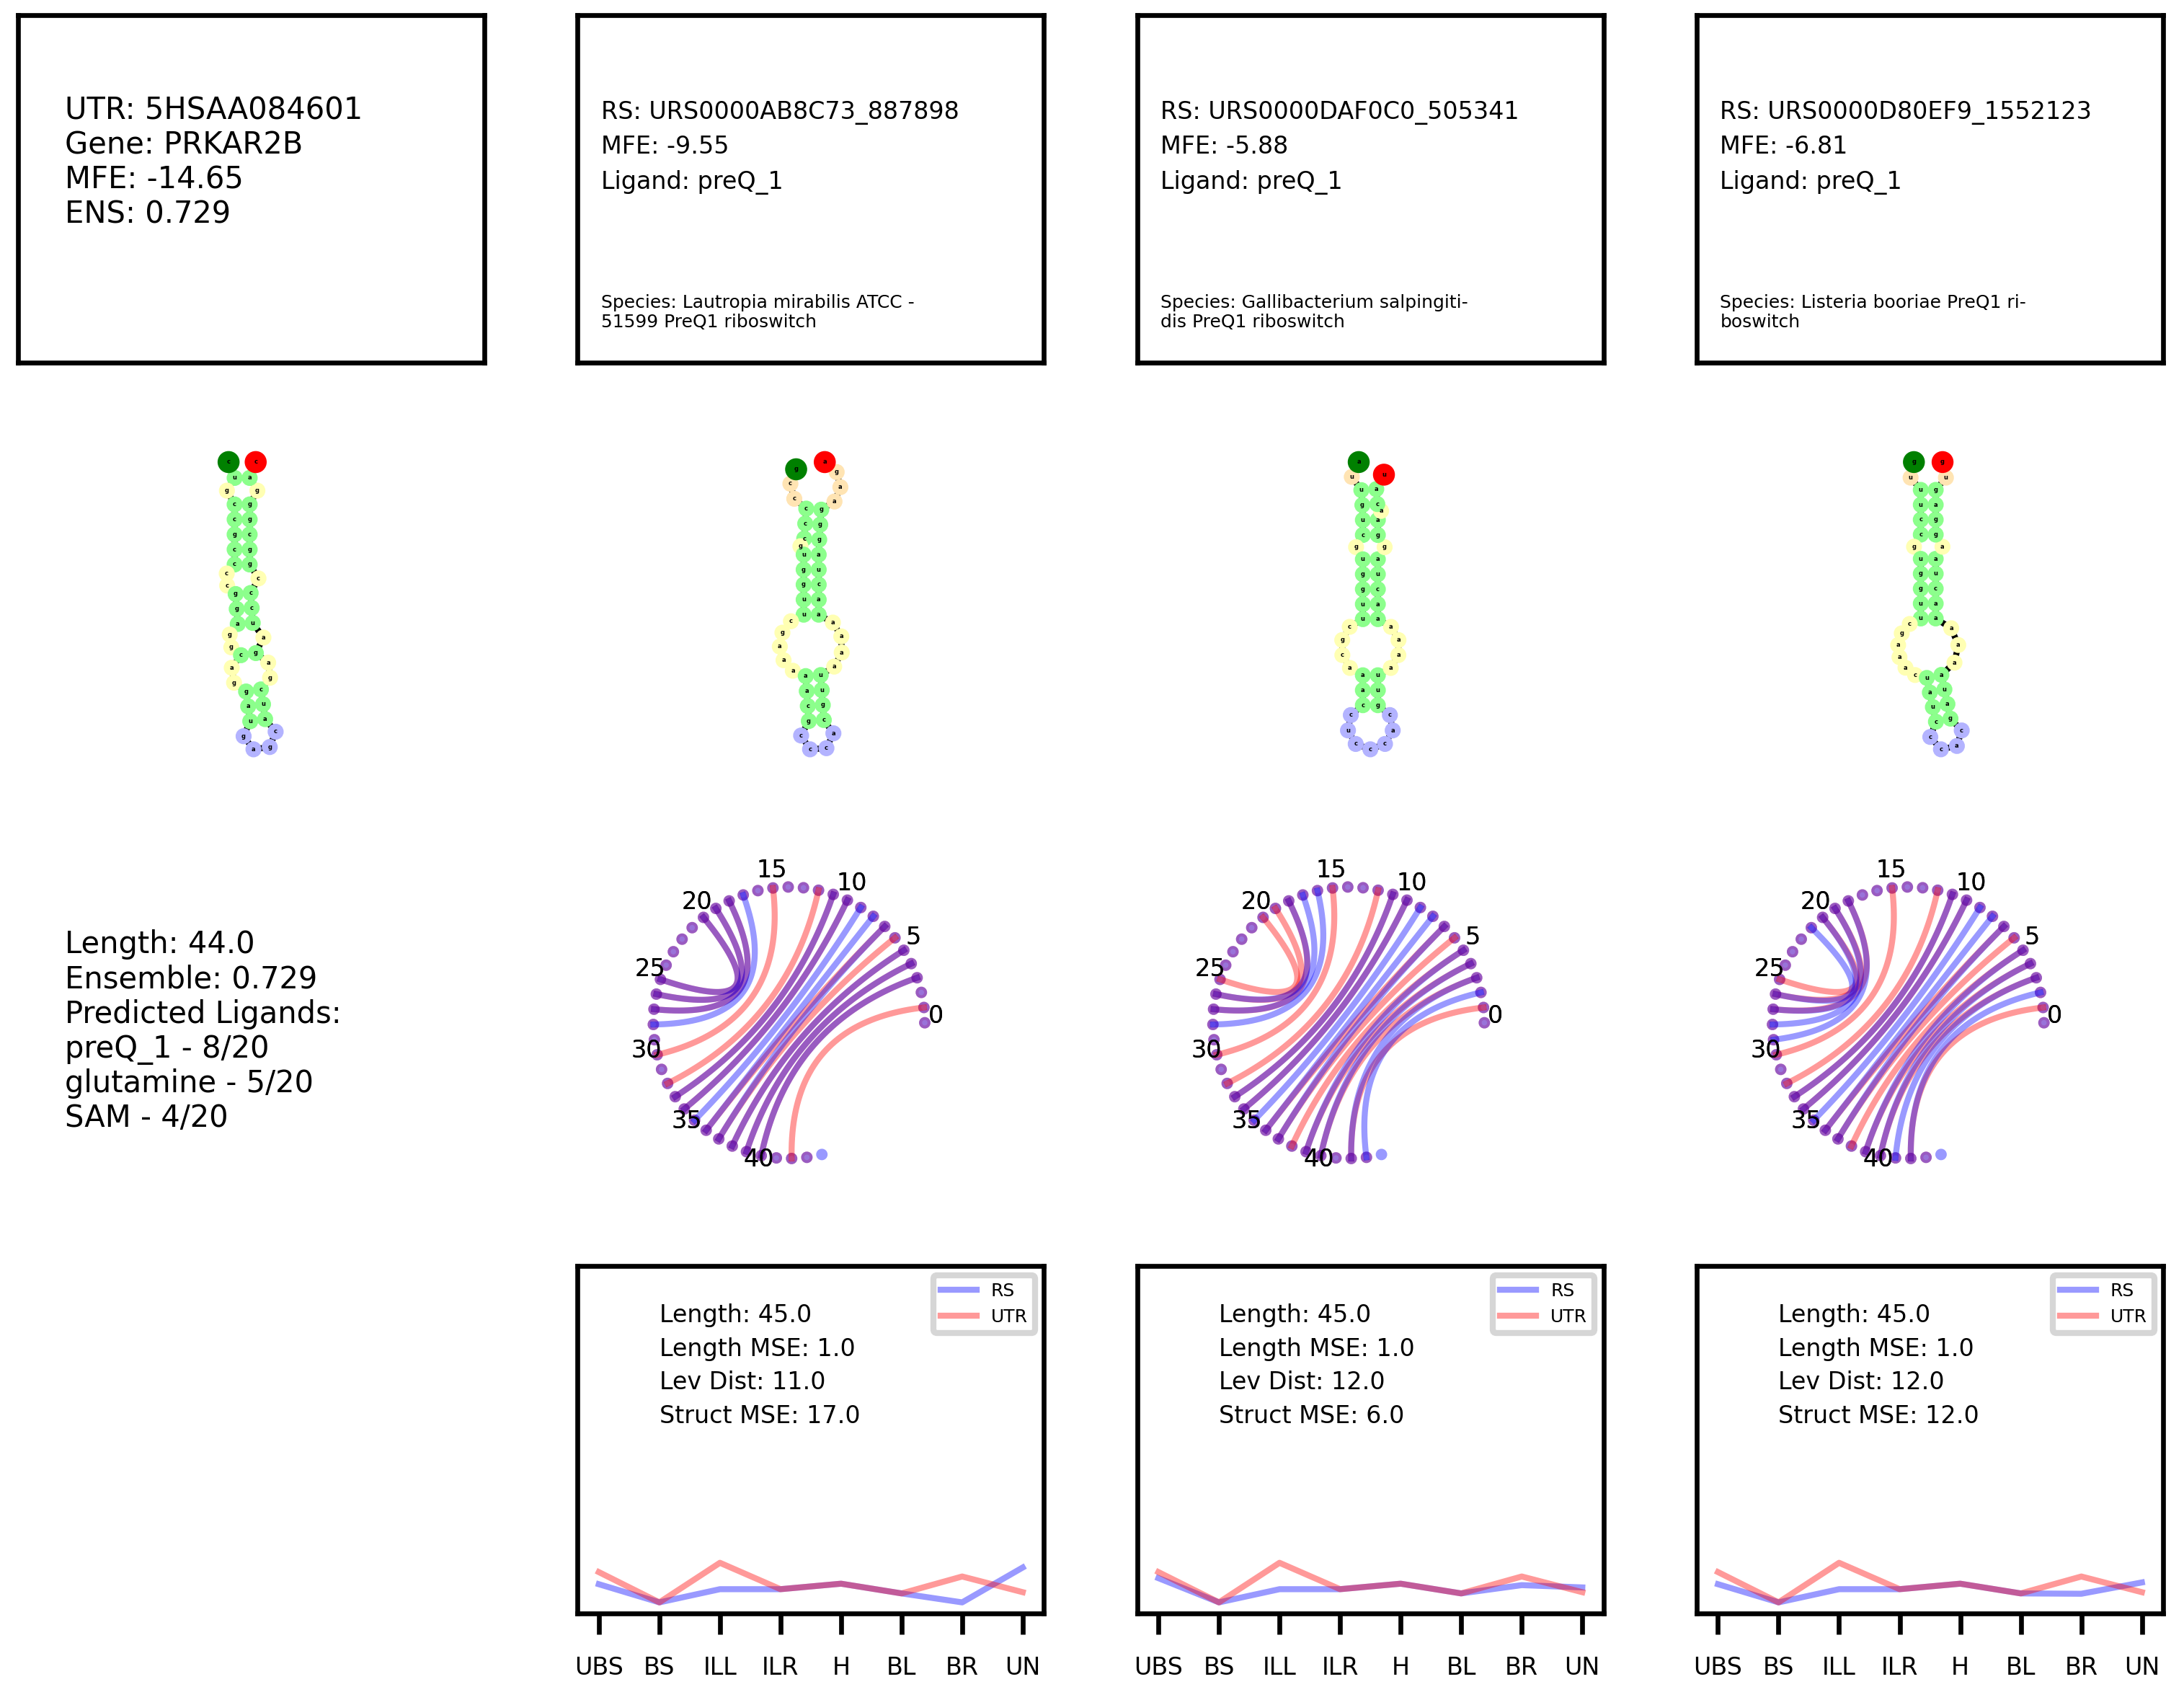 UTR: 5HSAA084601
Gene: PRKAR2B
MFE: -14.65
ENS: 0.729
RS: URS0000AB8C73_887898
MFE: -9.55
Ligand: preQ_1
Species: Lautropia mirabilis ATCC -
51599 PreQ1 riboswitch
RS: URS0000DAF0C0_505341
MFE: -5.88
Ligand: preQ_1
Species: Gallibacterium salpingiti-
dis PreQ1 riboswitch
RS: URS0000D80EF9_1552123
MFE: -6.81
Ligand: preQ_1
Species: Listeria booriae PreQ1 ri-
boswitch
Length: 44.0
Ensemble: 0.729
Predicted Ligands:
preQ_1 - 8/20
glutamine - 5/20
SAM - 4/20
0
5
10
15
20
25
30
35
40
0
5
10
15
20
25
30
35
40
0
5
10
15
20
25
30
35
40
RS
UTR
Length: 45.0
Length MSE: 1.0
Lev Dist: 11.0
Struct MSE: 17.0
UBS BS ILL ILR H BL BR UN
RS
UTR
Length: 45.0
Length MSE: 1.0
Lev Dist: 12.0
Struct MSE: 6.0
UBS BS ILL ILR H BL BR UN
RS
UTR
Length: 45.0
Length MSE: 1.0
Lev Dist: 12.0
Struct MSE: 12.0
UBS BS ILL ILR H BL BR UN